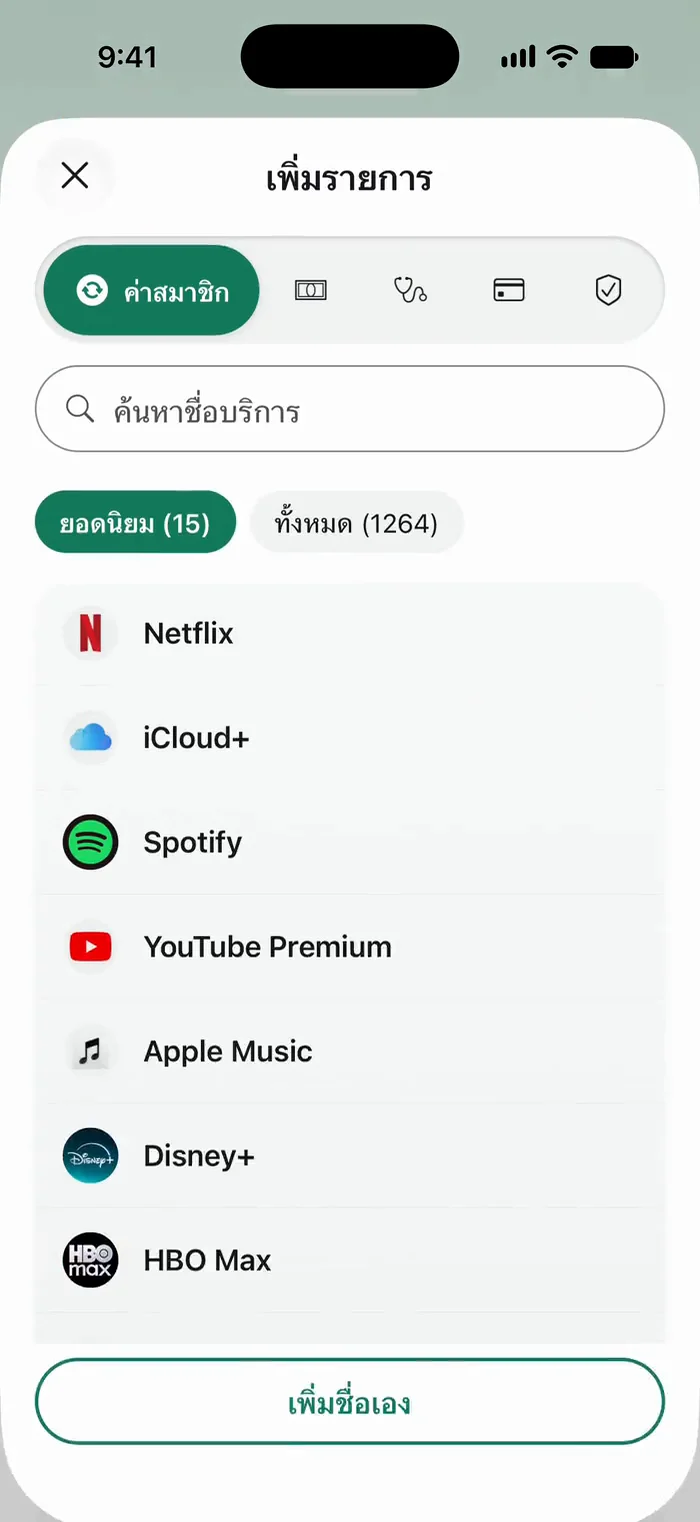 9:41
เพิ่มรายการ
ค่าสมาชิก
ค้นหาชื่อบริการ
ยอดนิยม (15) ทั้งหมด (1264)
Netflix
iCloud+
Spotify
YouTube Premium
Apple Music
Disney+
Disney+
HBO max
HBO Max
เพิ่มชื่อเอง